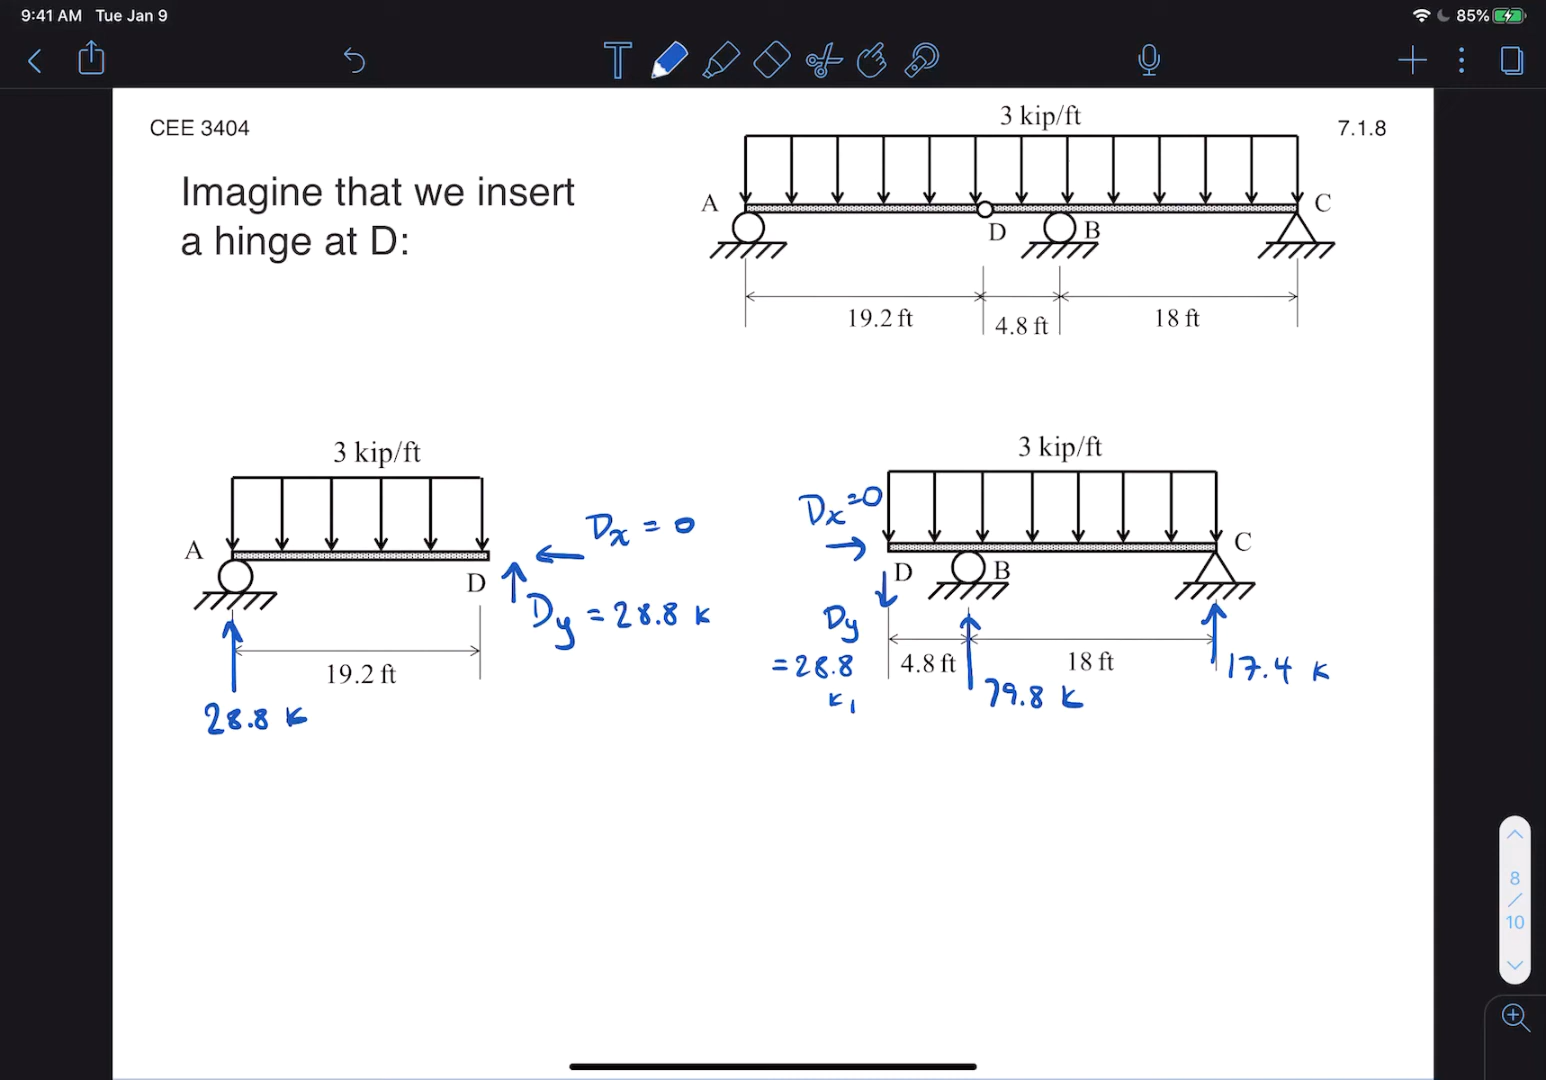 9:41 AM Tue Jan 9
85%
T
CEE 3404
7.1.8
Imagine that we insert
a hinge at D:
3 kip/ft
A
D
B
C
19.2 ft
4.8 ft
18 ft
3 kip/ft
A
D
Dx = 0
Dy = 28.8 K
19.2 ft
28.8 K
3 kip/ft
Dx=0
D
B
C
Dy
= 28.8
K
4.8 ft
18 ft
79.8 K
17.4 K
8
/
10